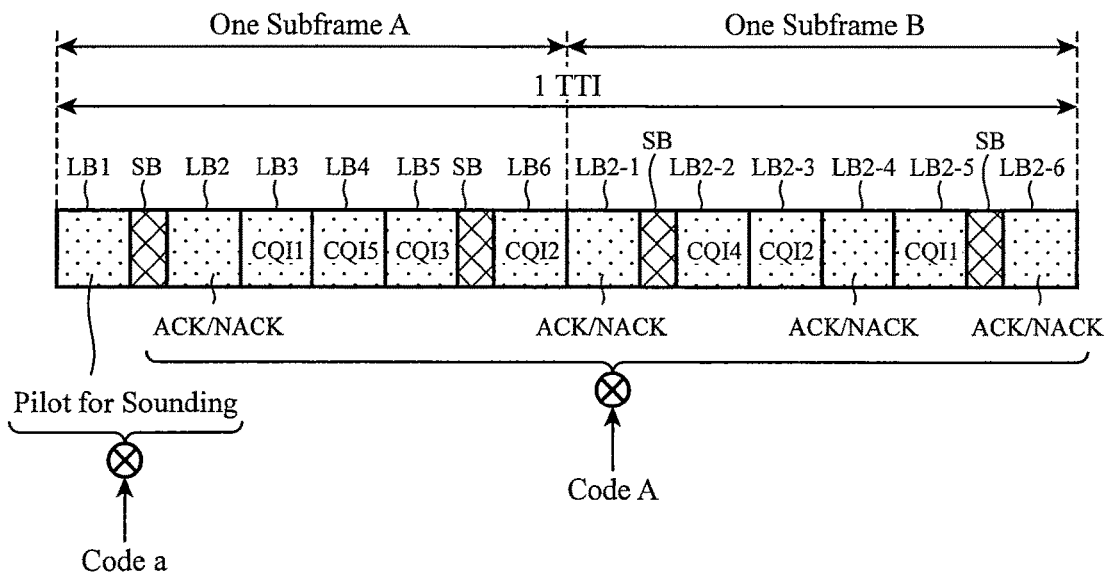 One Subframe A
One Subframe B
1 TTI
LB1 SB LB2 LB3 LB4 LB5 SB LB6 LB2-1 SB LB2-2 LB2-3 LB2-4 LB2-5 SB LB2-6
CQI1 CQI5 CQI3 CQI2 CQI4 CQI2 CQI1
ACK/NACK ACK/NACK ACK/NACK ACK/NACK
Pilot for Sounding
Code A
Code a